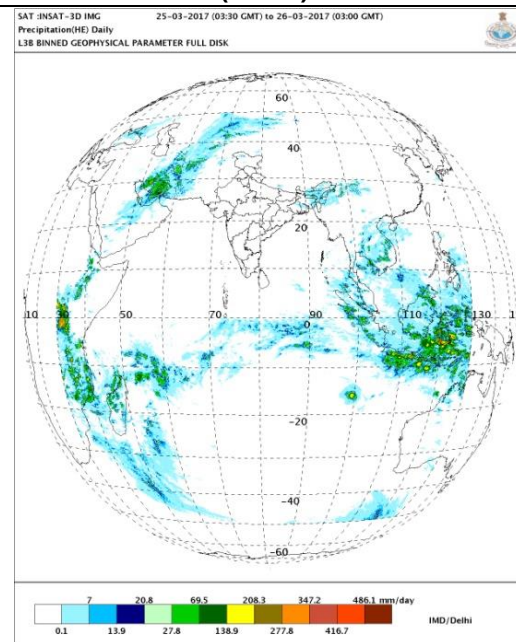 SAT :INSAT-3D IMG 25-03-2017 (03:30 GMT) to 26-03-2017 (03:00 GMT)
Precipitation(HE) Daily
L3B BINNED GEOPHYSICAL PARAMETER FULL DISK
60
40
20
10 30 50 70 90 110 130 1
0
-20
-40
-60
7 20.8 69.5 208.3 347.2 486.1 mm/day
0.1 13.9 27.8 138.9 277.8 416.7
IMD/Delhi